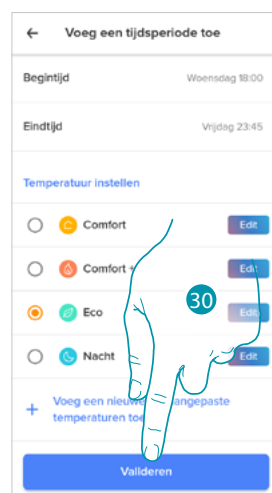 Voeg een tijdsperiode toe
Begintijd Woensdag 18:00
Eindtijd Vrijdag 23:45
Temperatuur instellen
Comfort Edit
Comfort + Edit
Eco Edit
30
Nacht Edit
+ Voeg een nieuwe angepaste
temperaturen toe
Valideren